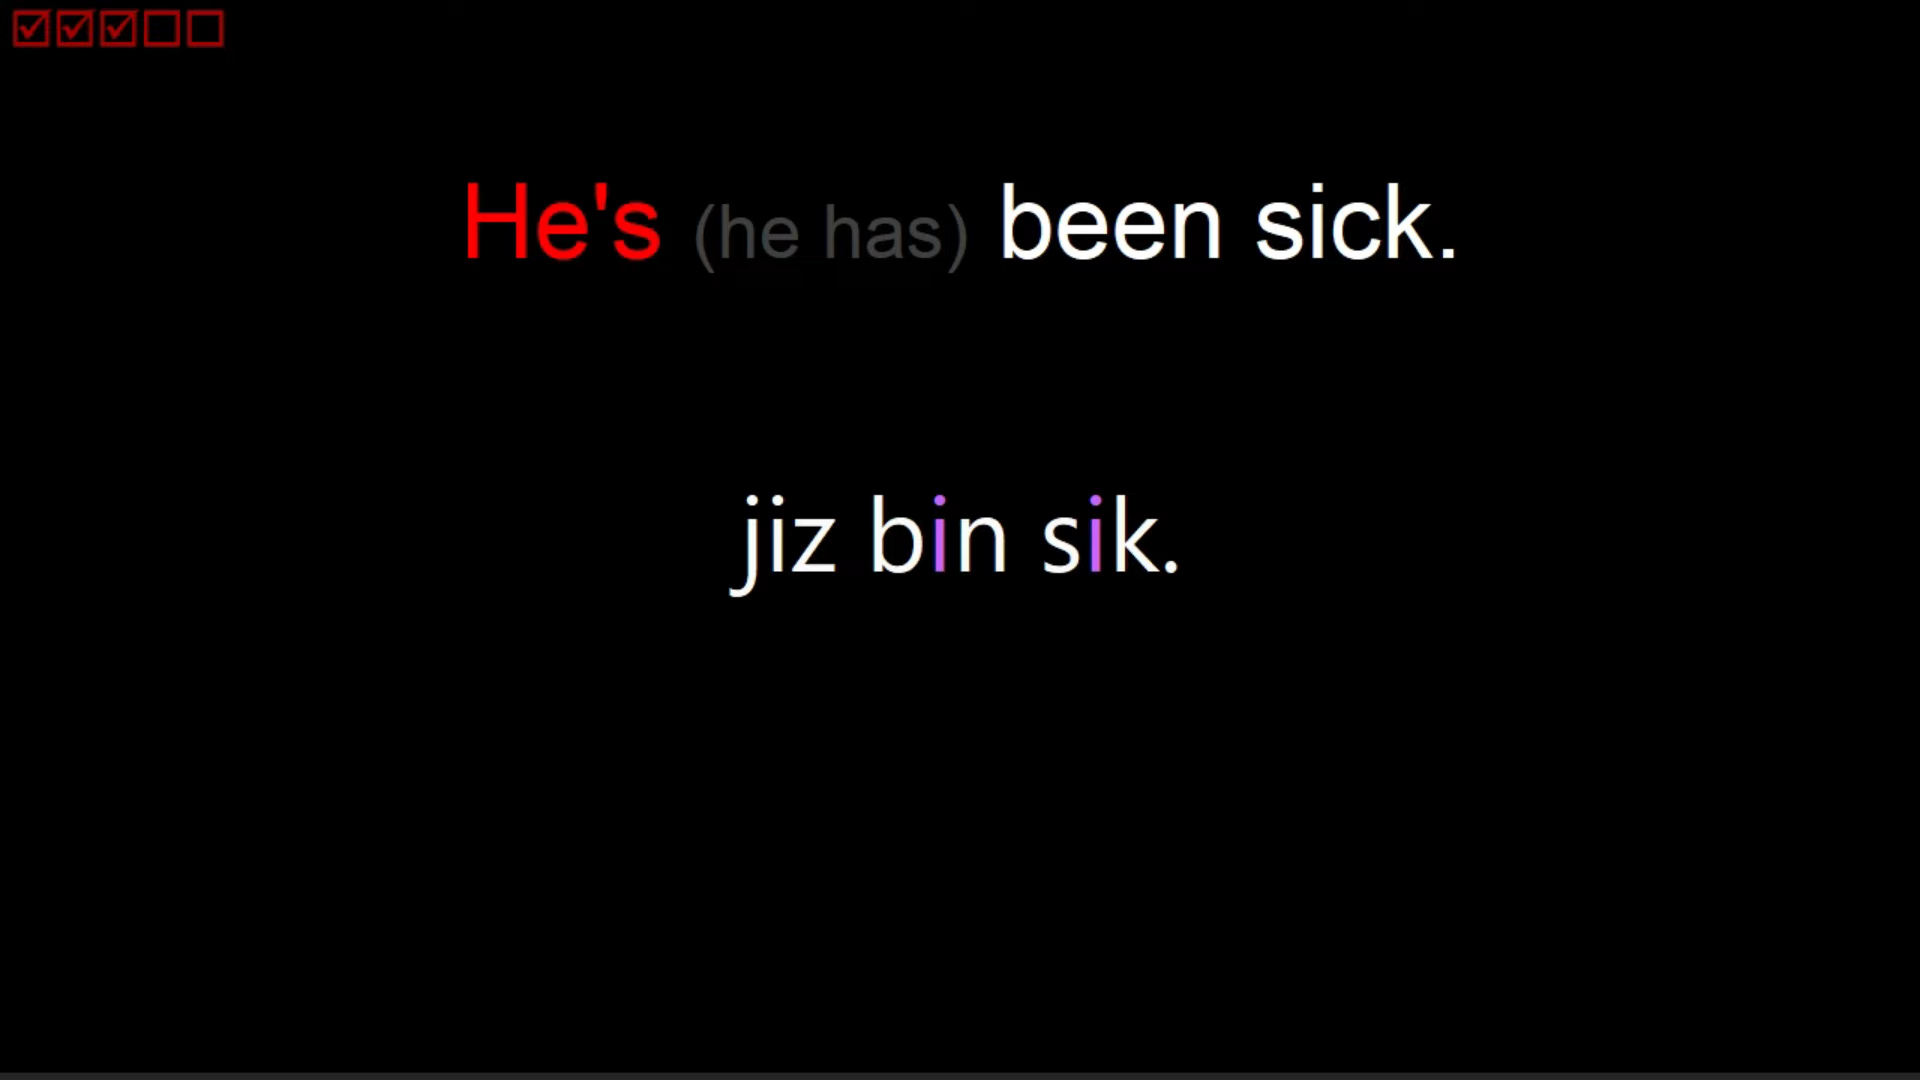 ☑☑☑☐☐
He's (he has) been sick.
jiz bin sik.